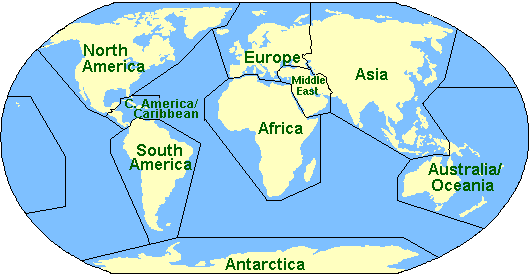 North
America
Europe
Asia
Middle
East
C. America/
Caribbean
Africa
South
America
Australia/
Oceania
Antarctica